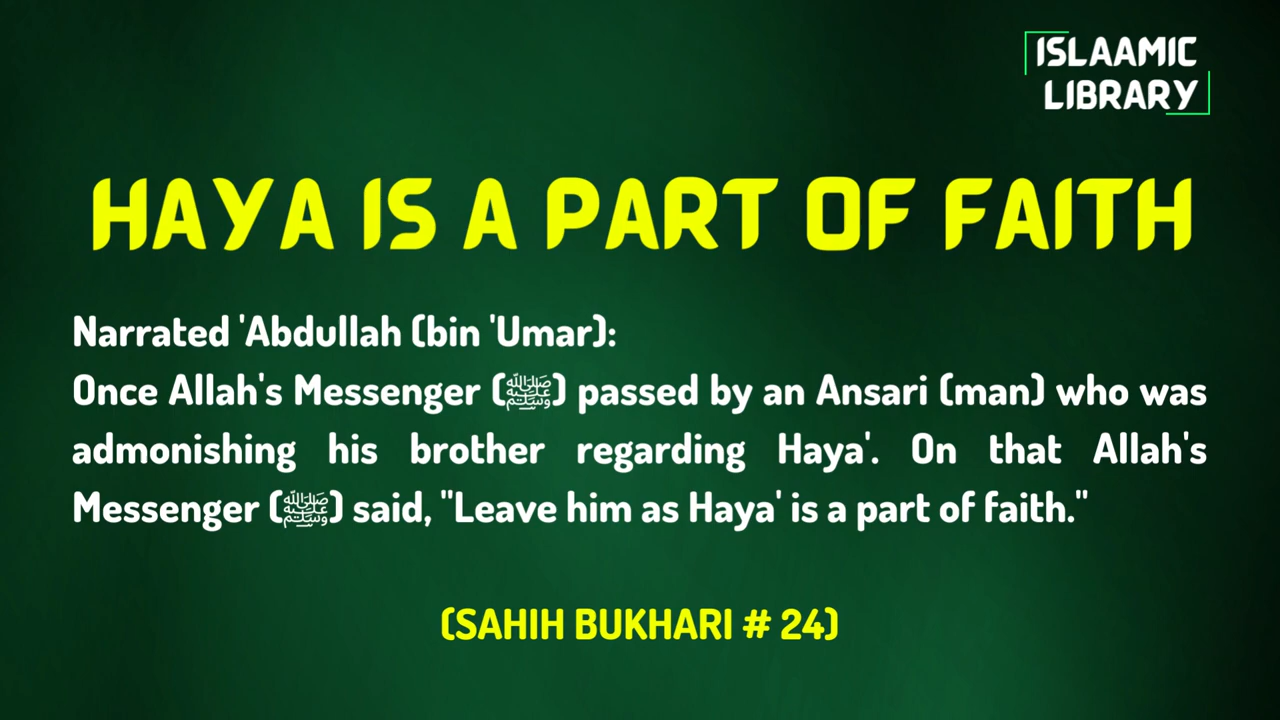 ISLAAMIC
LIBRARY
HAYA IS A PART OF FAITH
Narrated 'Abdullah (bin 'Umar):
Once Allah's Messenger (ﷺ) passed by an Ansari (man) who was
admonishing his brother regarding Haya'. On that Allah's
Messenger (ﷺ) said, "Leave him as Haya' is a part of faith."
(SAHIH BUKHARI # 24)